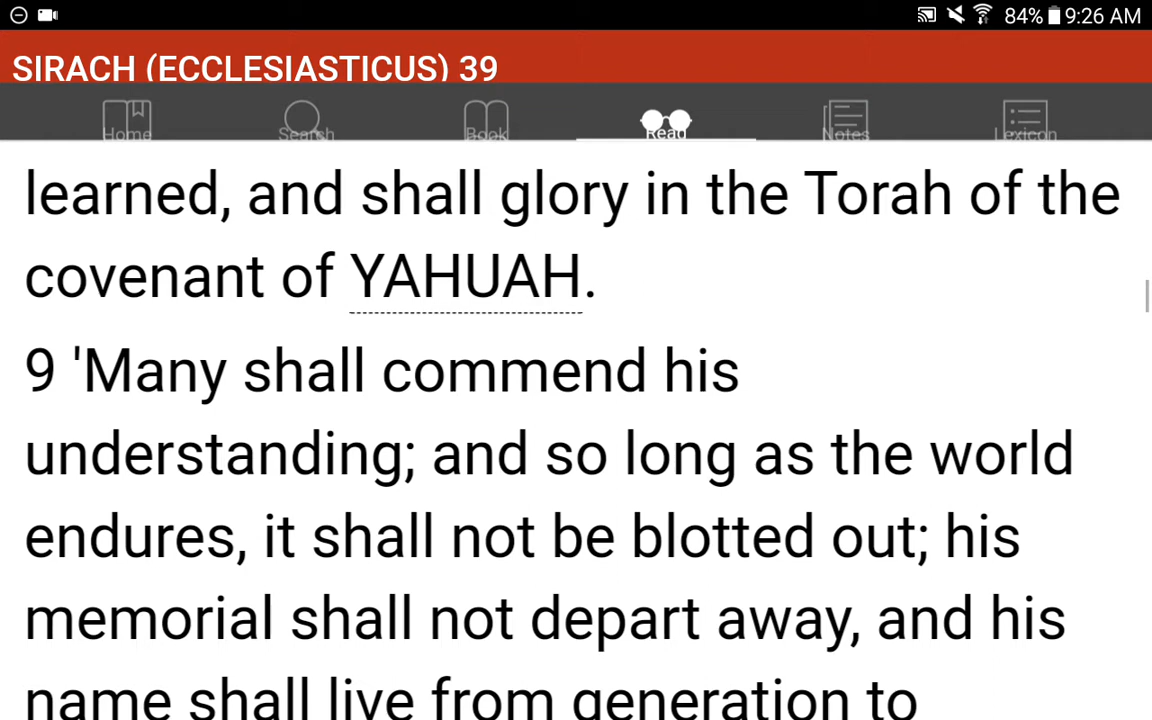 84% 9:26 AM
SIRACH (ECCLESIASTICUS) 39
Home Search Book Read Notes Lexicon
learned, and shall glory in the Torah of the
covenant of YAHUAH.
9 'Many shall commend his
understanding; and so long as the world
endures, it shall not be blotted out; his
memorial shall not depart away, and his
name shall live from generation to